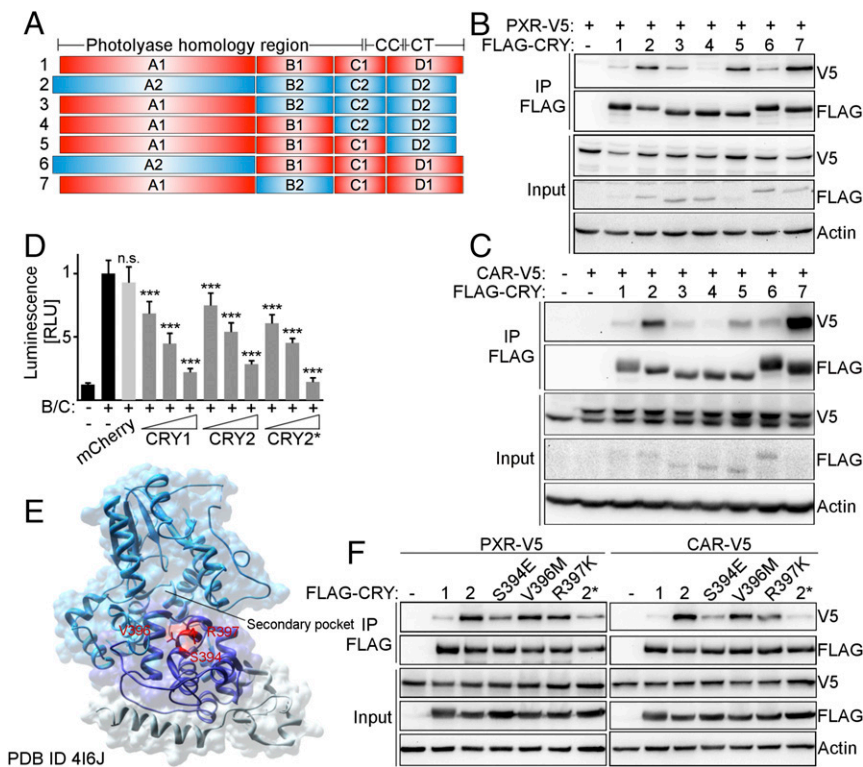 A
Photolyase homology region CC CT
1 A1 B1 C1 D1
2 A2 B2 C2 D2
3 A1 B2 C2 D2
4 A1 B1 C2 D2
5 A1 B1 C1 D2
6 A2 B1 C1 D1
7 A1 B2 C1 D1
B
PXR-V5: + + + + + + + +
FLAG-CRY: - 1 2 3 4 5 6 7
IP FLAG
V5
FLAG
Input
V5
FLAG
Actin
C
CAR-V5: - + + + + + + + +
FLAG-CRY: - - 1 2 3 4 5 6 7
IP FLAG
V5
FLAG
Input
V5
FLAG
Actin
D
Luminescence [RLU]
1
.5
n.s.
*** *** *** *** *** *** *** *** ***
B/C: - + + + + + + + + + + +
- - mCherry CRY1 CRY2 CRY2*
E
Secondary pocket
V396 R397
S394
PDB ID 4I6J
F
PXR-V5 CAR-V5
FLAG-CRY: - 1 2 S394E V396M R397K 2* - 1 2 S394E V396M R397K 2*
IP FLAG
V5
FLAG
Input
V5
FLAG
Actin